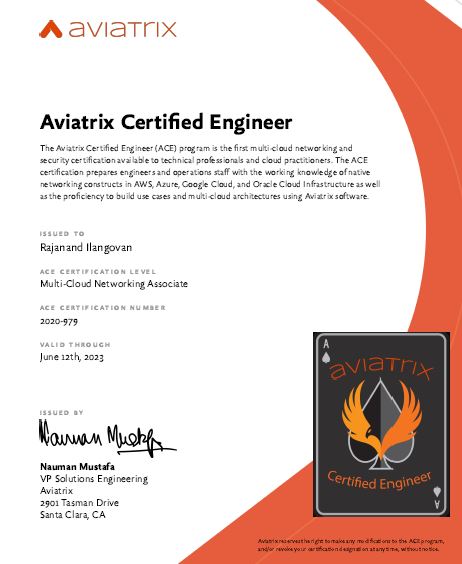 aviatrix
Aviatrix Certified Engineer
The Aviatrix Certified Engineer (ACE) program is the first multi-cloud networking and
security certification available to technical professionals and cloud practitioners. The ACE
certification prepares engineers and operations staff with the working knowledge of native
networking constructs in AWS, Azure, Google Cloud, and Oracle Cloud Infrastructure as well
as the proficiency to build use cases and multi-cloud architectures using Aviatrix software.
ISSUED TO
Rajanand Ilangovan
ACE CERTIFICATION LEVEL
Multi-Cloud Networking Associate
ACE CERTIFICATION NUMBER
2020-979
VALID THROUGH
June 12th, 2023
A
aviatrix
Certified Engineer
A
ISSUED BY
Nauman Mustafa
Nauman Mustafa
VP Solutions Engineering
Aviatrix
2901 Tasman Drive
Santa Clara, CA
Aviatrix reserves the right to make any modifications to the ACE program,
and/or revoke your certification designation at any time, without notice.